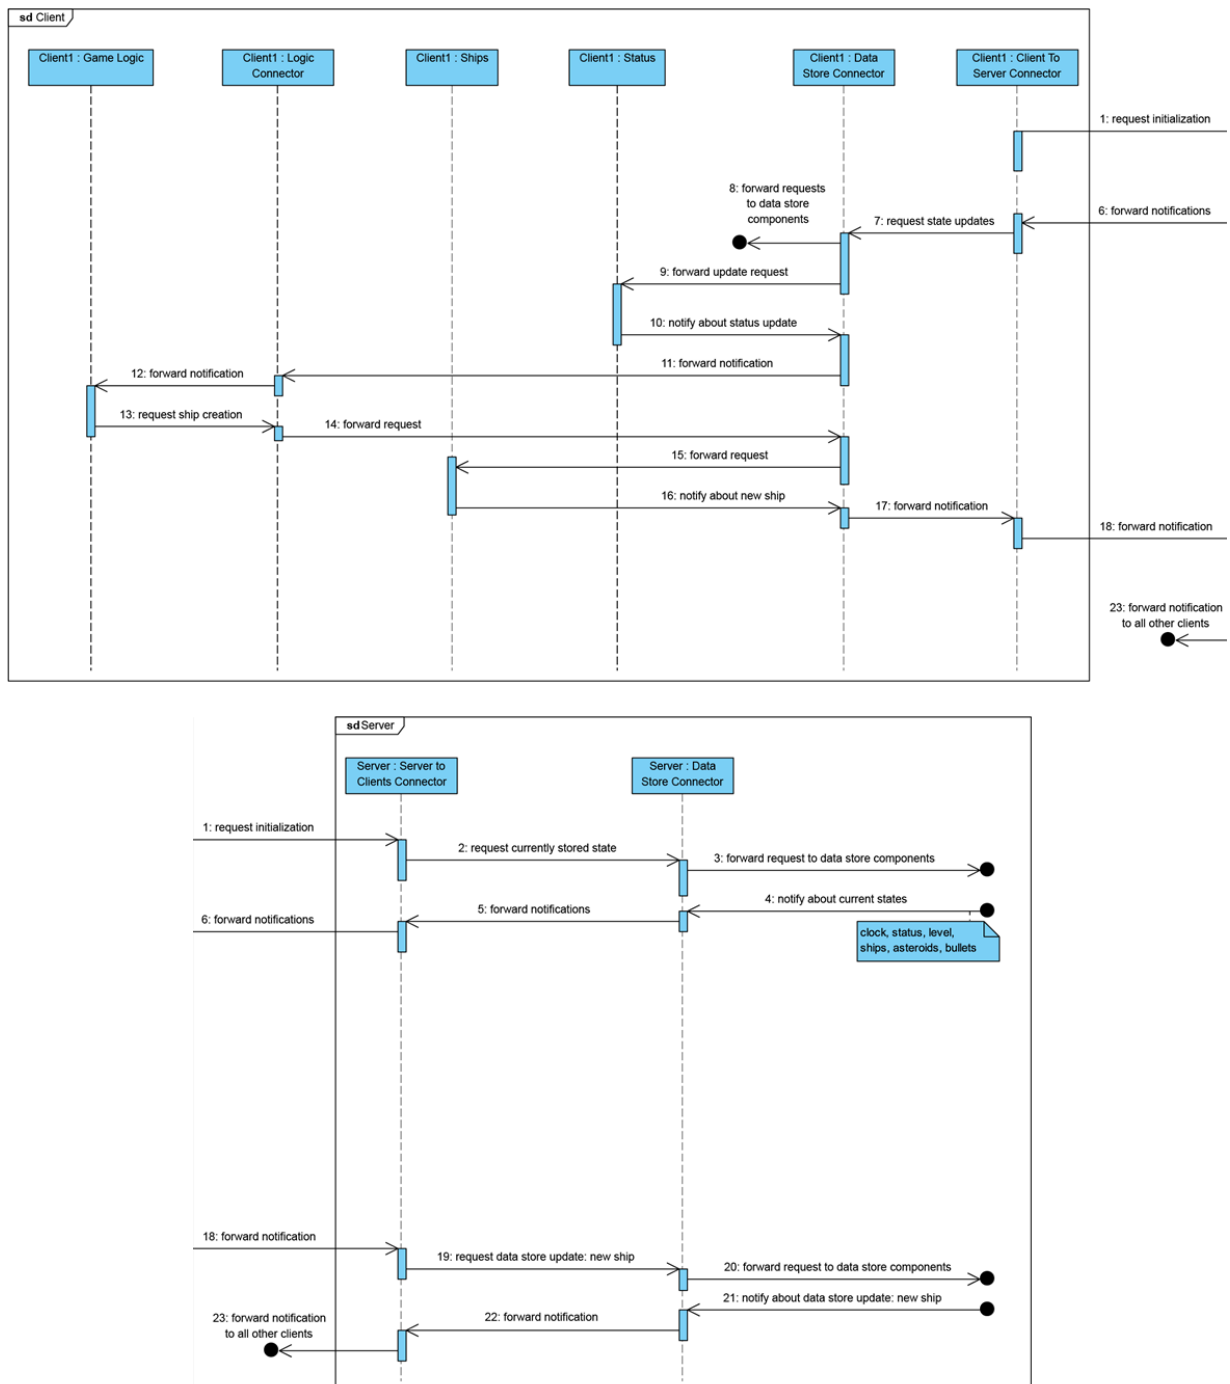 sd Client
Client1 : Game Logic
Client1 : Logic
Connector
Client1 : Ships
Client1 : Status
Client1 : Data
Store Connector
Client1 : Client To
Server Connector
1: request initialization
8: forward requests
to data store
components
7: request state updates
6: forward notifications
9: forward update request
10: notify about status update
11: forward notification
12: forward notification
13: request ship creation
14: forward request
15: forward request
16: notify about new ship
17: forward notification
18: forward notification
23: forward notification
to all other clients
sd Server
Server : Server to
Clients Connector
Server : Data
Store Connector
1: request initialization
2: request currently stored state
3: forward request to data store components
4: notify about current states
5: forward notifications
6: forward notifications
clock, status, level,
ships, asteroids, bullets
18: forward notification
19: request data store update: new ship
20: forward request to data store components
21: notify about data store update: new ship
22: forward notification
23: forward notification
to all other clients